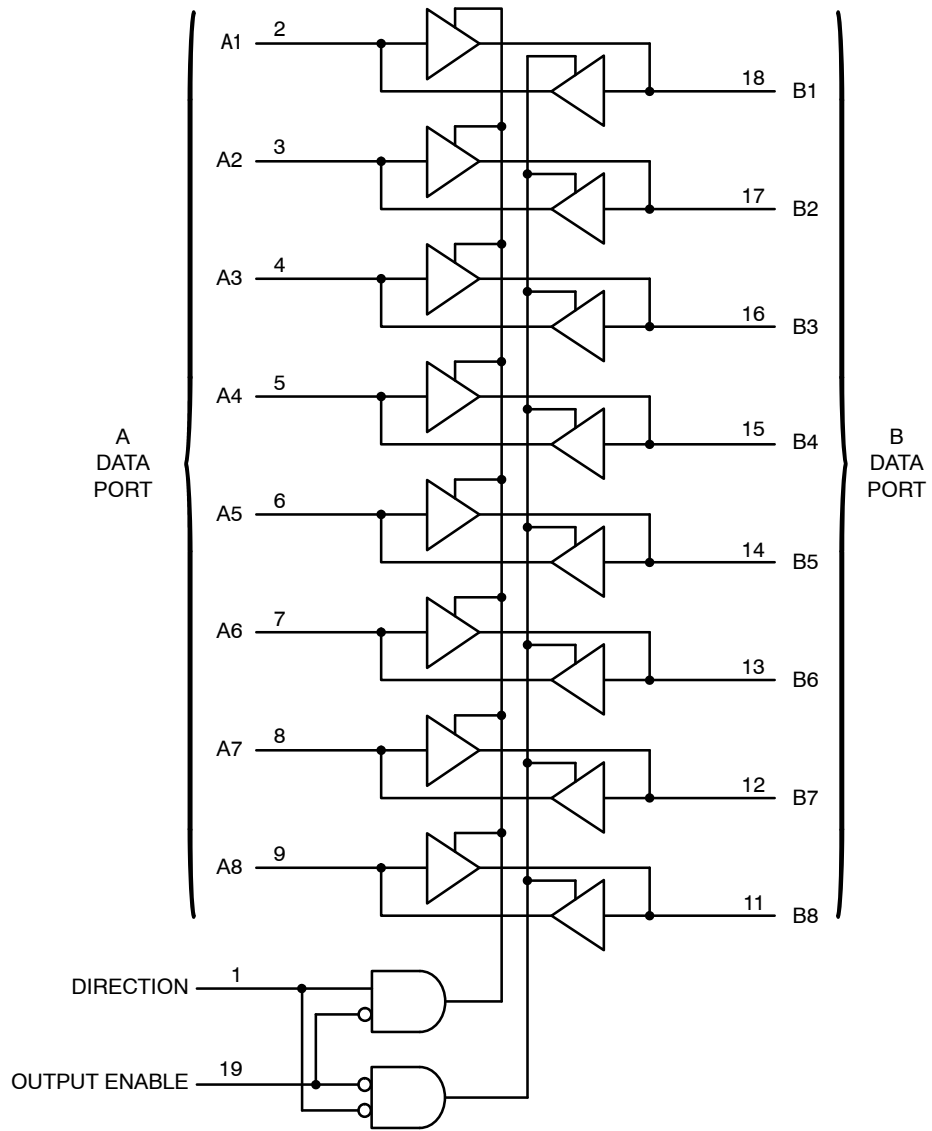 A1 2
18 B1
A2 3
17 B2
A3 4
16 B3
A4 5
15 B4
A
DATA
PORT
B
DATA
PORT
A5 6
14 B5
A6 7
13 B6
A7 8
12 B7
A8 9
11 B8
DIRECTION 1
OUTPUT ENABLE 19